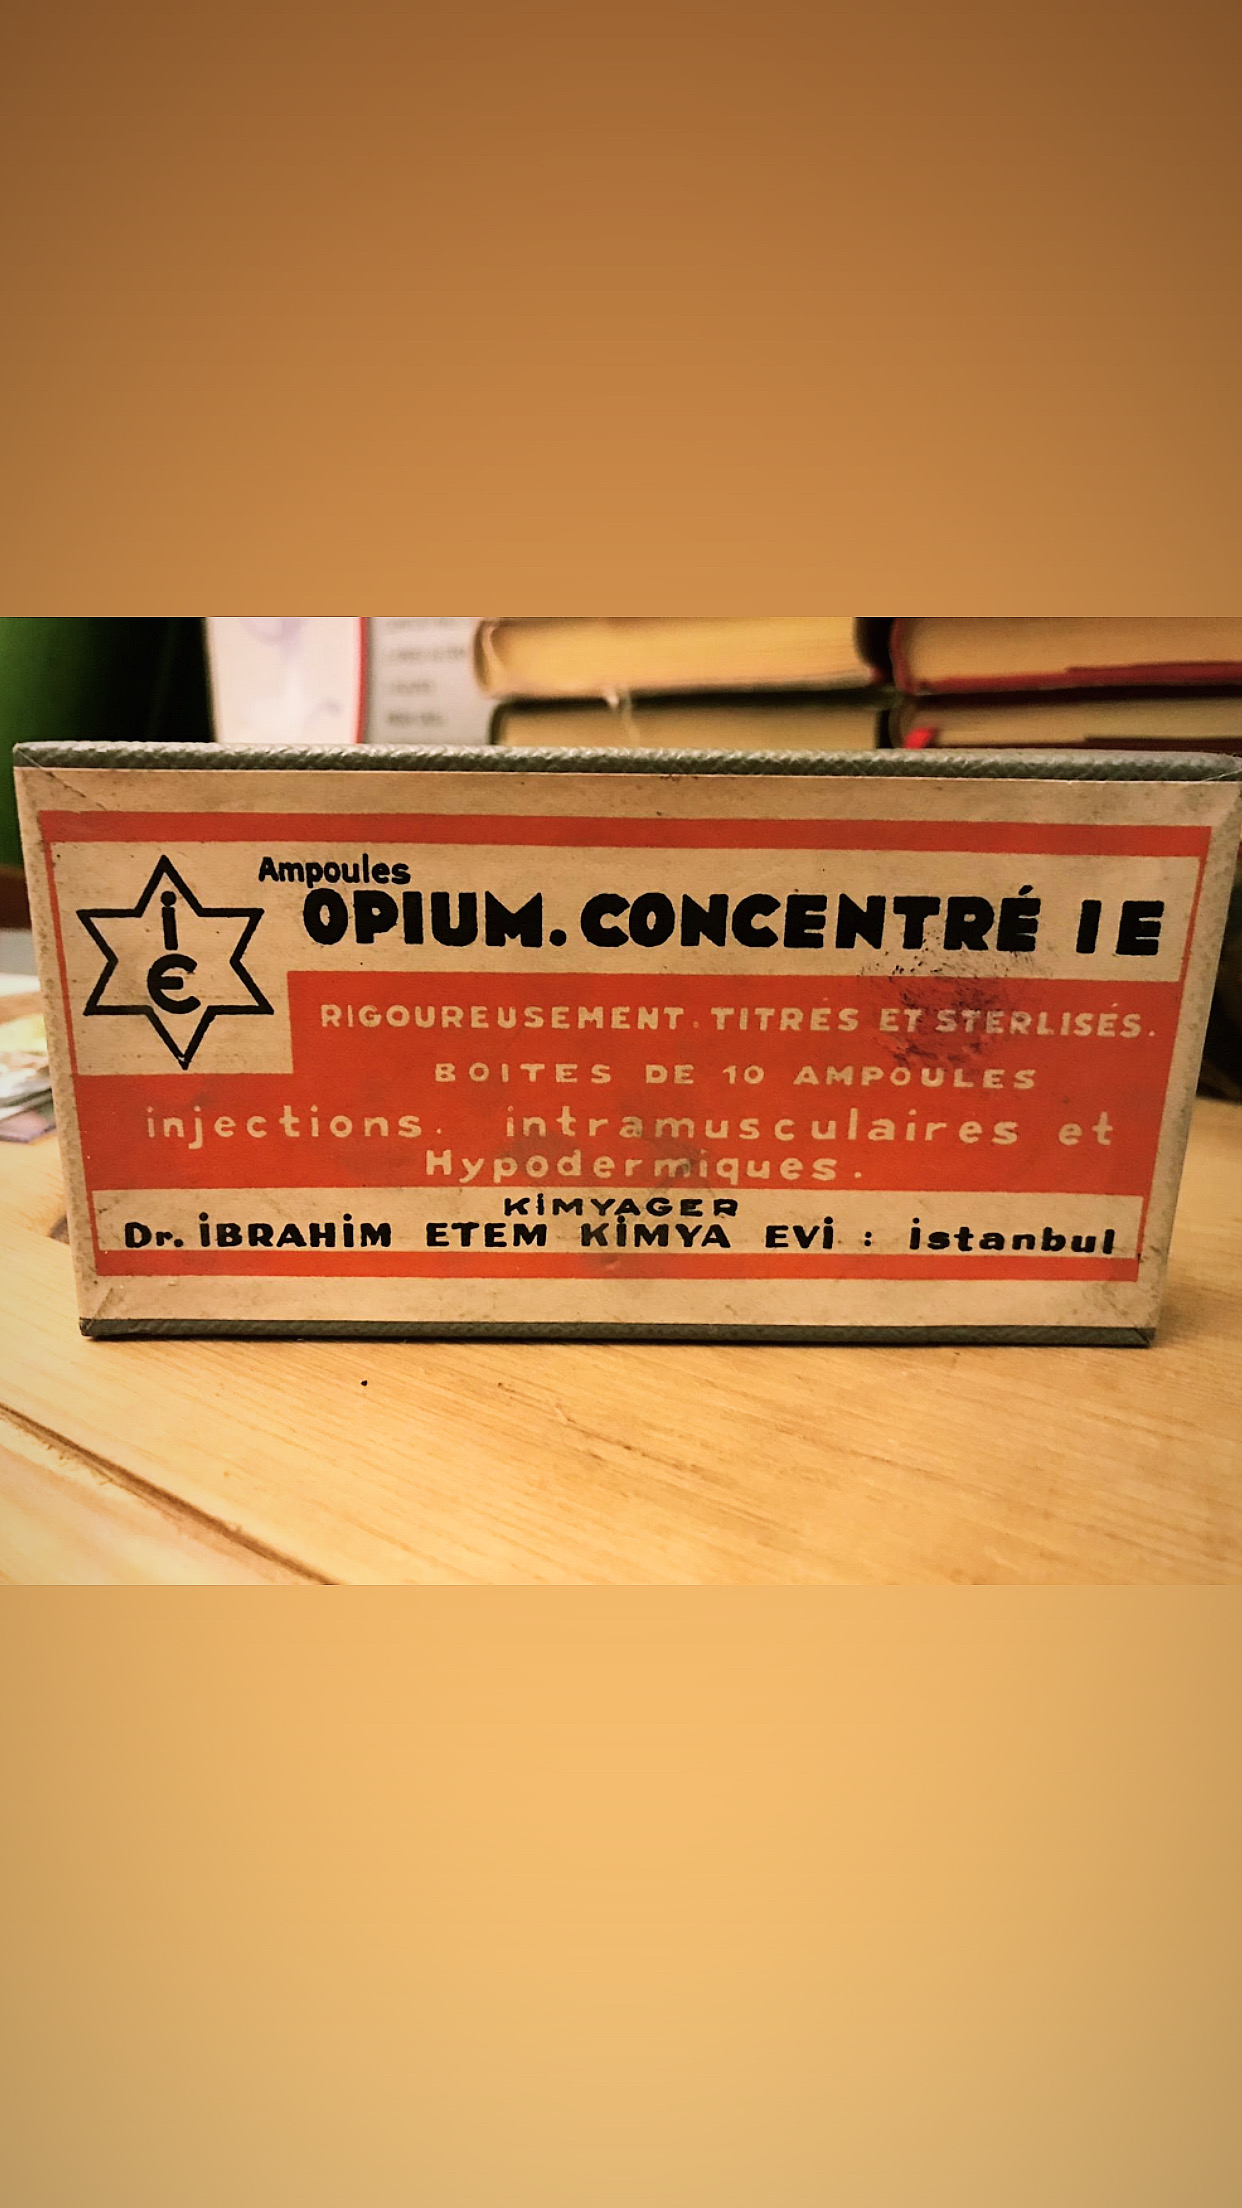 i
Є
Ampoules
OPIUM. CONCENTRÉ IE
RIGOUREUSEMENT. TITRÉS ET STERLISÉS.
BOITES DE 10 AMPOULES
injections. intramusculaires et
Hypodermiques.
KİMYAGER
Dr. İBRAHİM ETEM KİMYA EVİ : istanbul